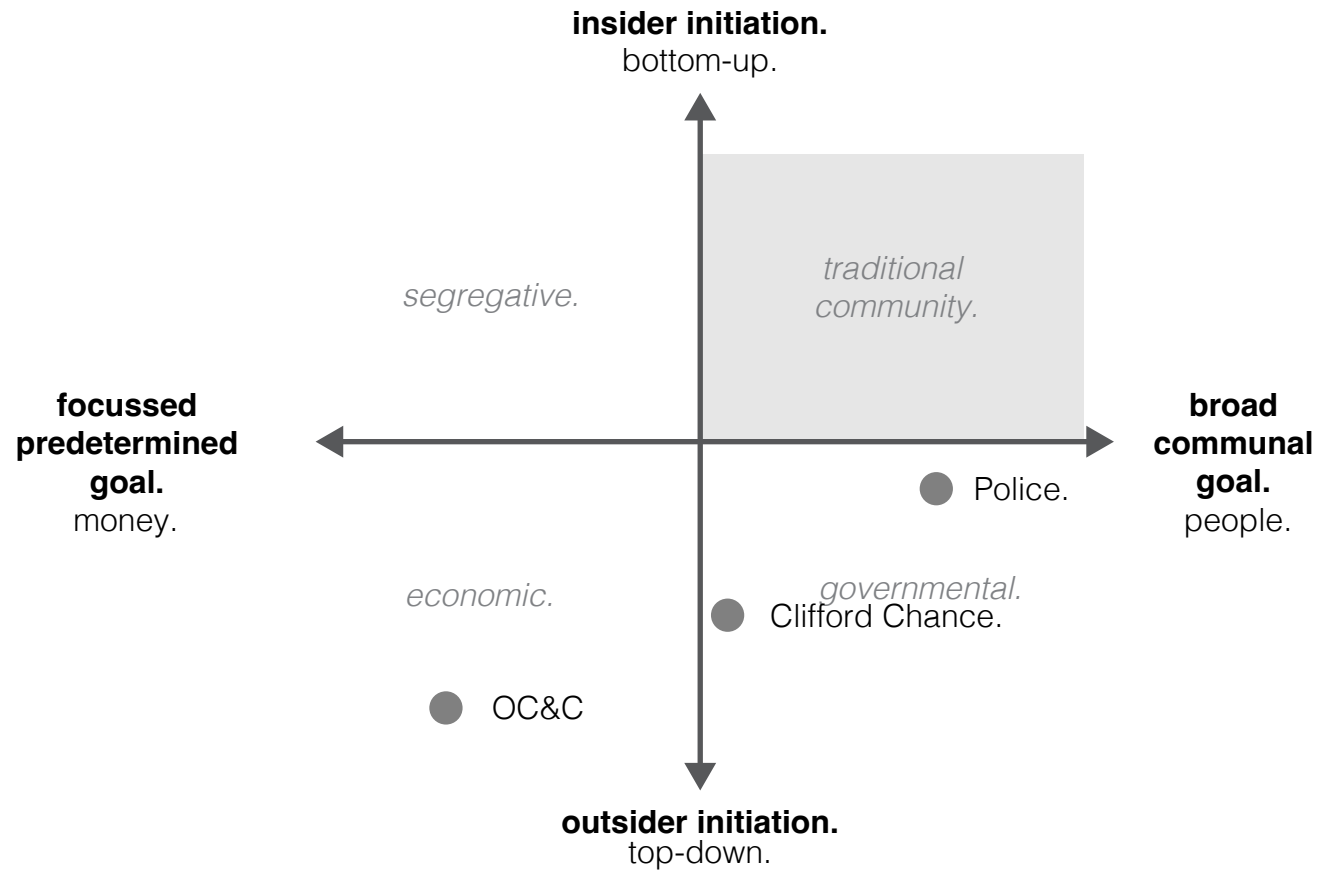 insider initiation.
bottom-up.
traditional
community.
segregative.
focussed
predetermined
goal.
money.
broad
communal
goal.
people.
Police.
economic.
governmental.
Clifford Chance.
OC&C
outsider initiation.
top-down.